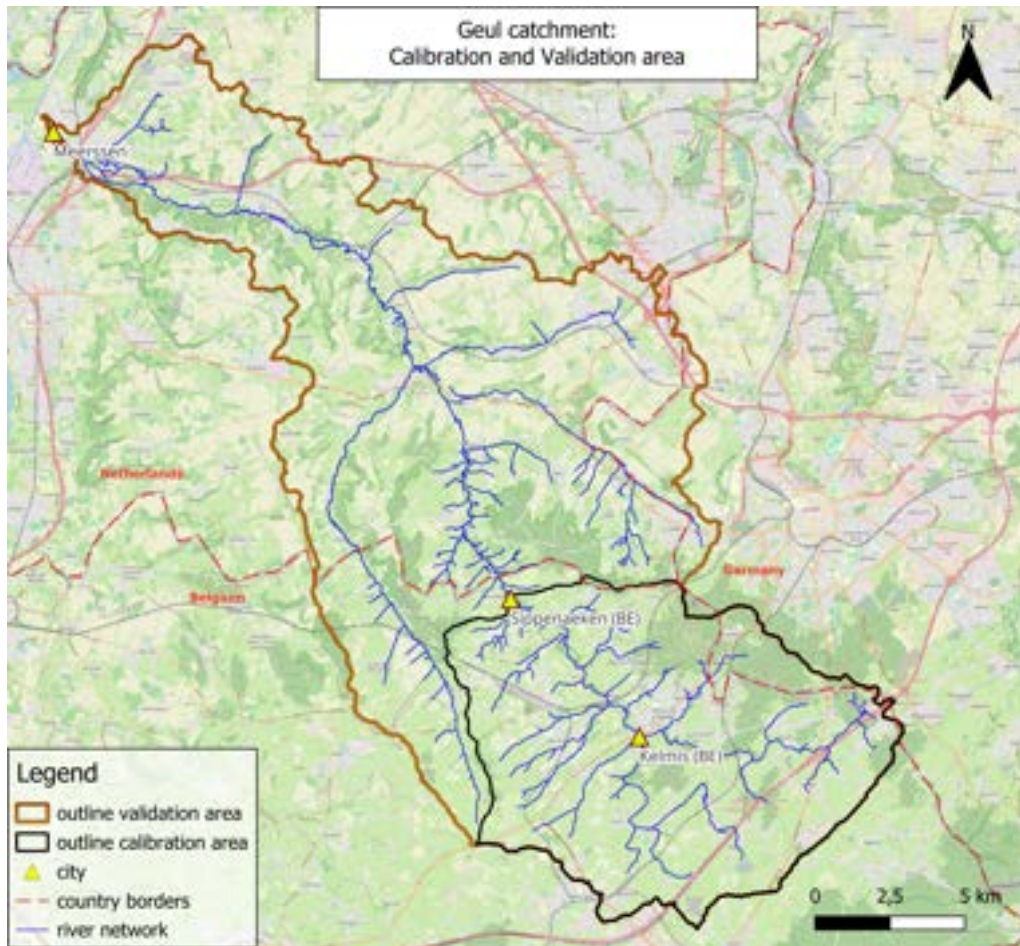 Geul catchment:
Calibration and Validation area
N
Meerssen
Netherlands
Belgium
Germany
Sippenaeken (BE)
Kelmis (BE)
Legend
outline validation area
outline calibration area
city
country borders
river network
0 2,5 5 km